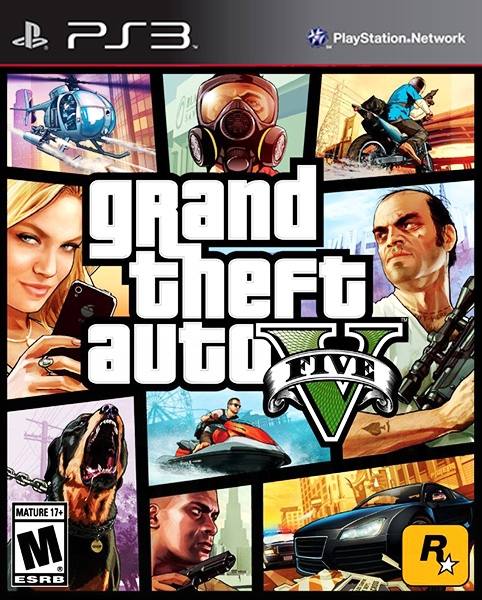 PS3
PlayStation®Network
grand
theft
auto V
FIVE
MATURE 17+
M
ESRB
R